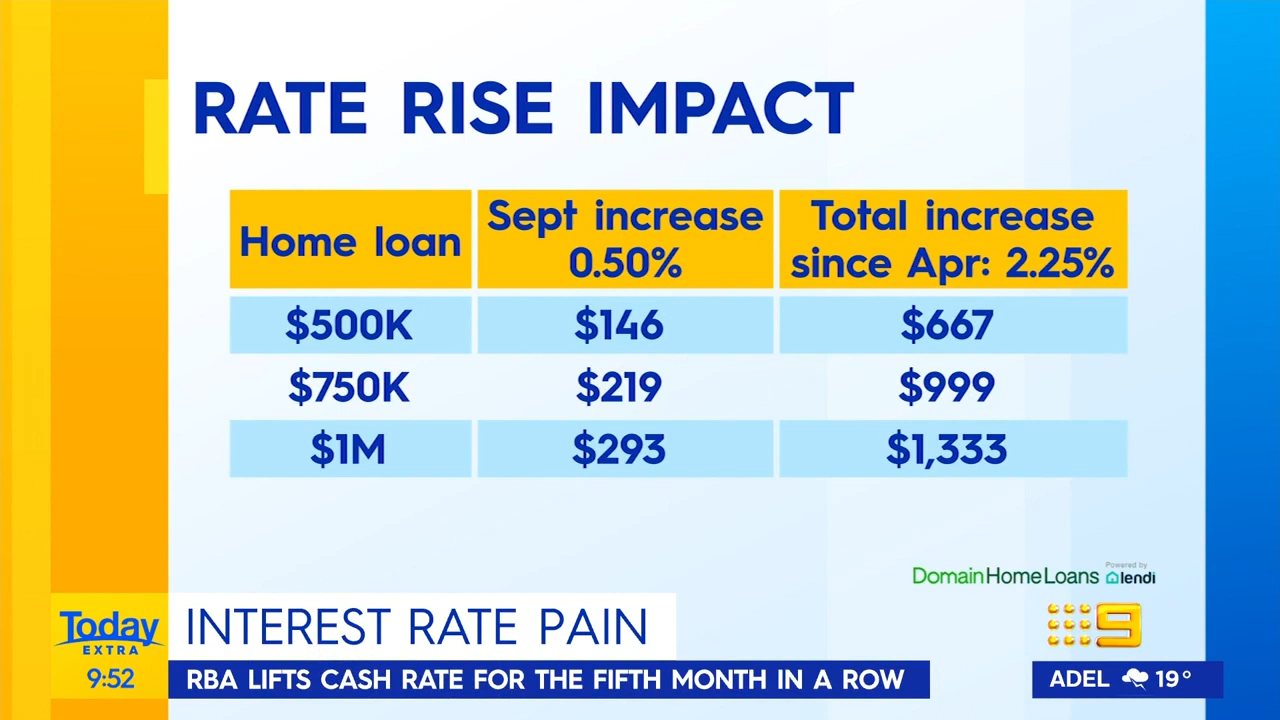 RATE RISE IMPACT
Home loan
Sept increase
0.50%
Total increase
since Apr: 2.25%
$500K
$146
$667
$750K
$219
$999
$1M
$293
$1,333
Powered by
DomainHomeLoans lendi
9
Today
EXTRA
9:52
INTEREST RATE PAIN
RBA LIFTS CASH RATE FOR THE FIFTH MONTH IN A ROW
ADEL 19°